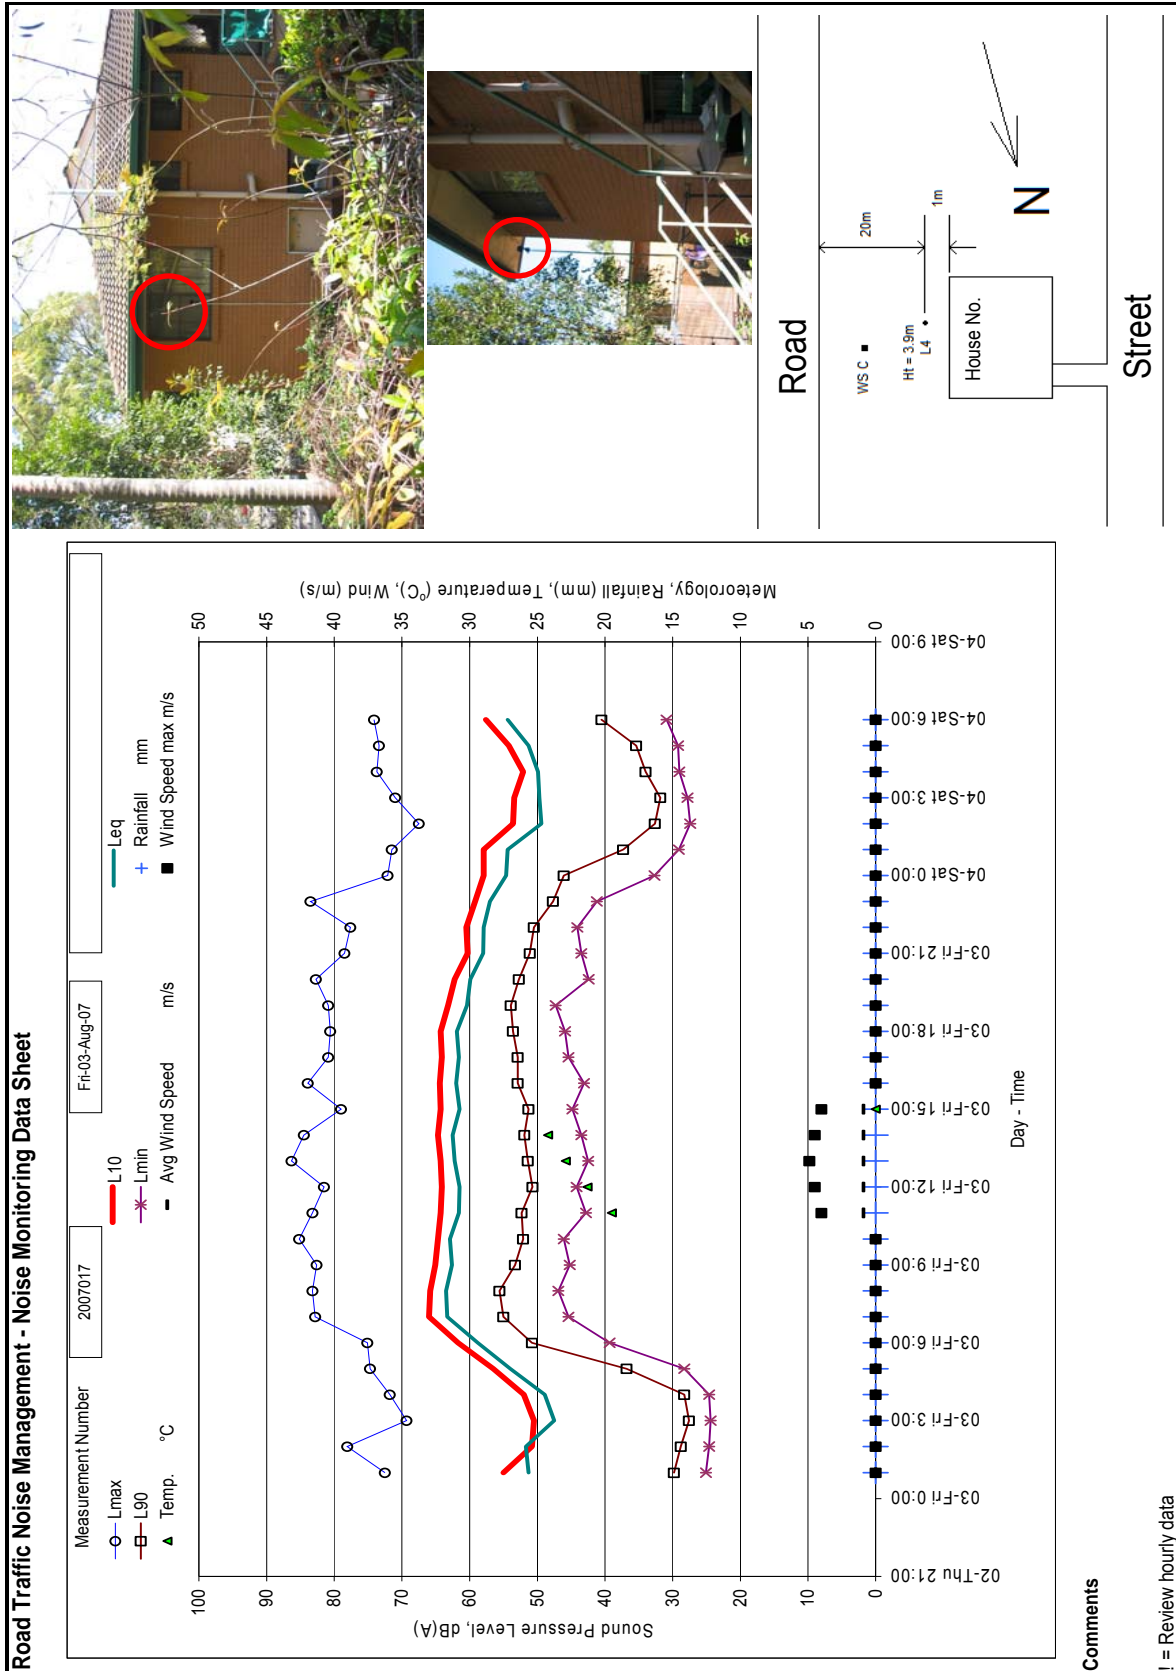 Road Traffic Noise Management - Noise Monitoring Data Sheet
Measurement Number
2007017
Fri-03-Aug-07
Lmax
L10
Leq
L90
Lmin
Rainfall mm
Temp. °C
Avg Wind Speed m/s
Wind Speed max m/s
Sound Pressure Level, dB(A)
100
90
80
70
60
50
40
30
20
10
0
Meteorology, Rainfall (mm), Temperature (°C), Wind (m/s)
50
45
40
35
30
25
20
15
10
5
0
02-Thu 21:00
03-Fri 0:00
03-Fri 3:00
03-Fri 6:00
03-Fri 9:00
03-Fri 12:00
03-Fri 15:00
03-Fri 18:00
03-Fri 21:00
04-Sat 0:00
04-Sat 3:00
04-Sat 6:00
04-Sat 9:00
Day - Time
Road
WS C
20m
Ht = 3.9m
L4
1m
House No.
N
Street
Comments
! = Review hourly data